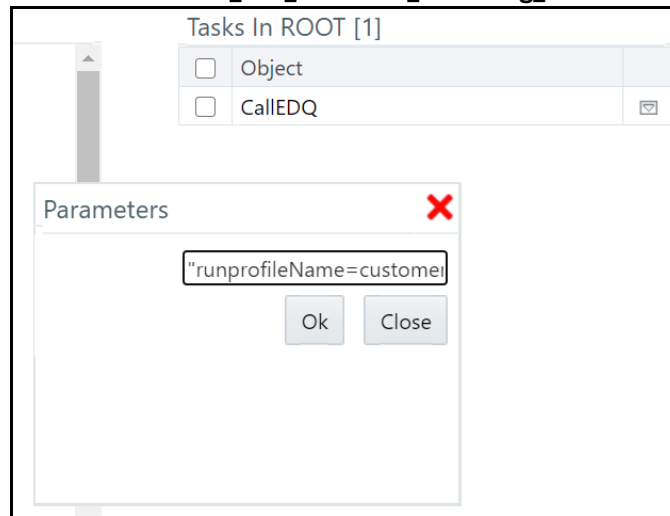 Tasks In ROOT [1]
Object
CallEDQ
Parameters
"runprofileName=customer
Ok Close